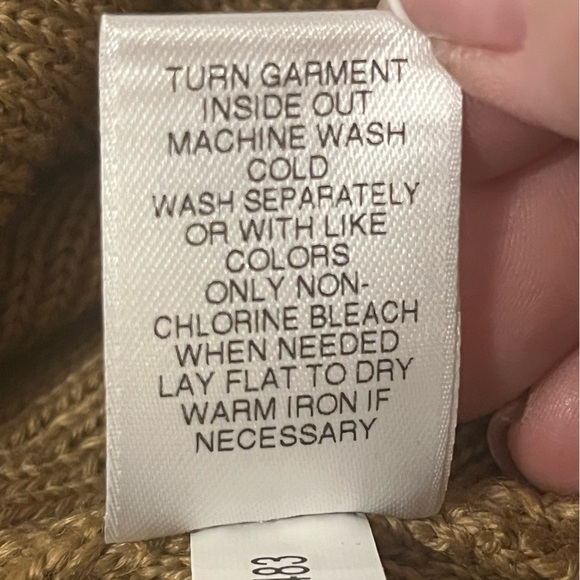 TURN GARMENT
INSIDE OUT
MACHINE WASH
COLD
WASH SEPARATELY
OR WITH LIKE
COLORS
ONLY NON-
CHLORINE BLEACH
WHEN NEEDED
LAY FLAT TO DRY
WARM IRON IF
NECESSARY
483